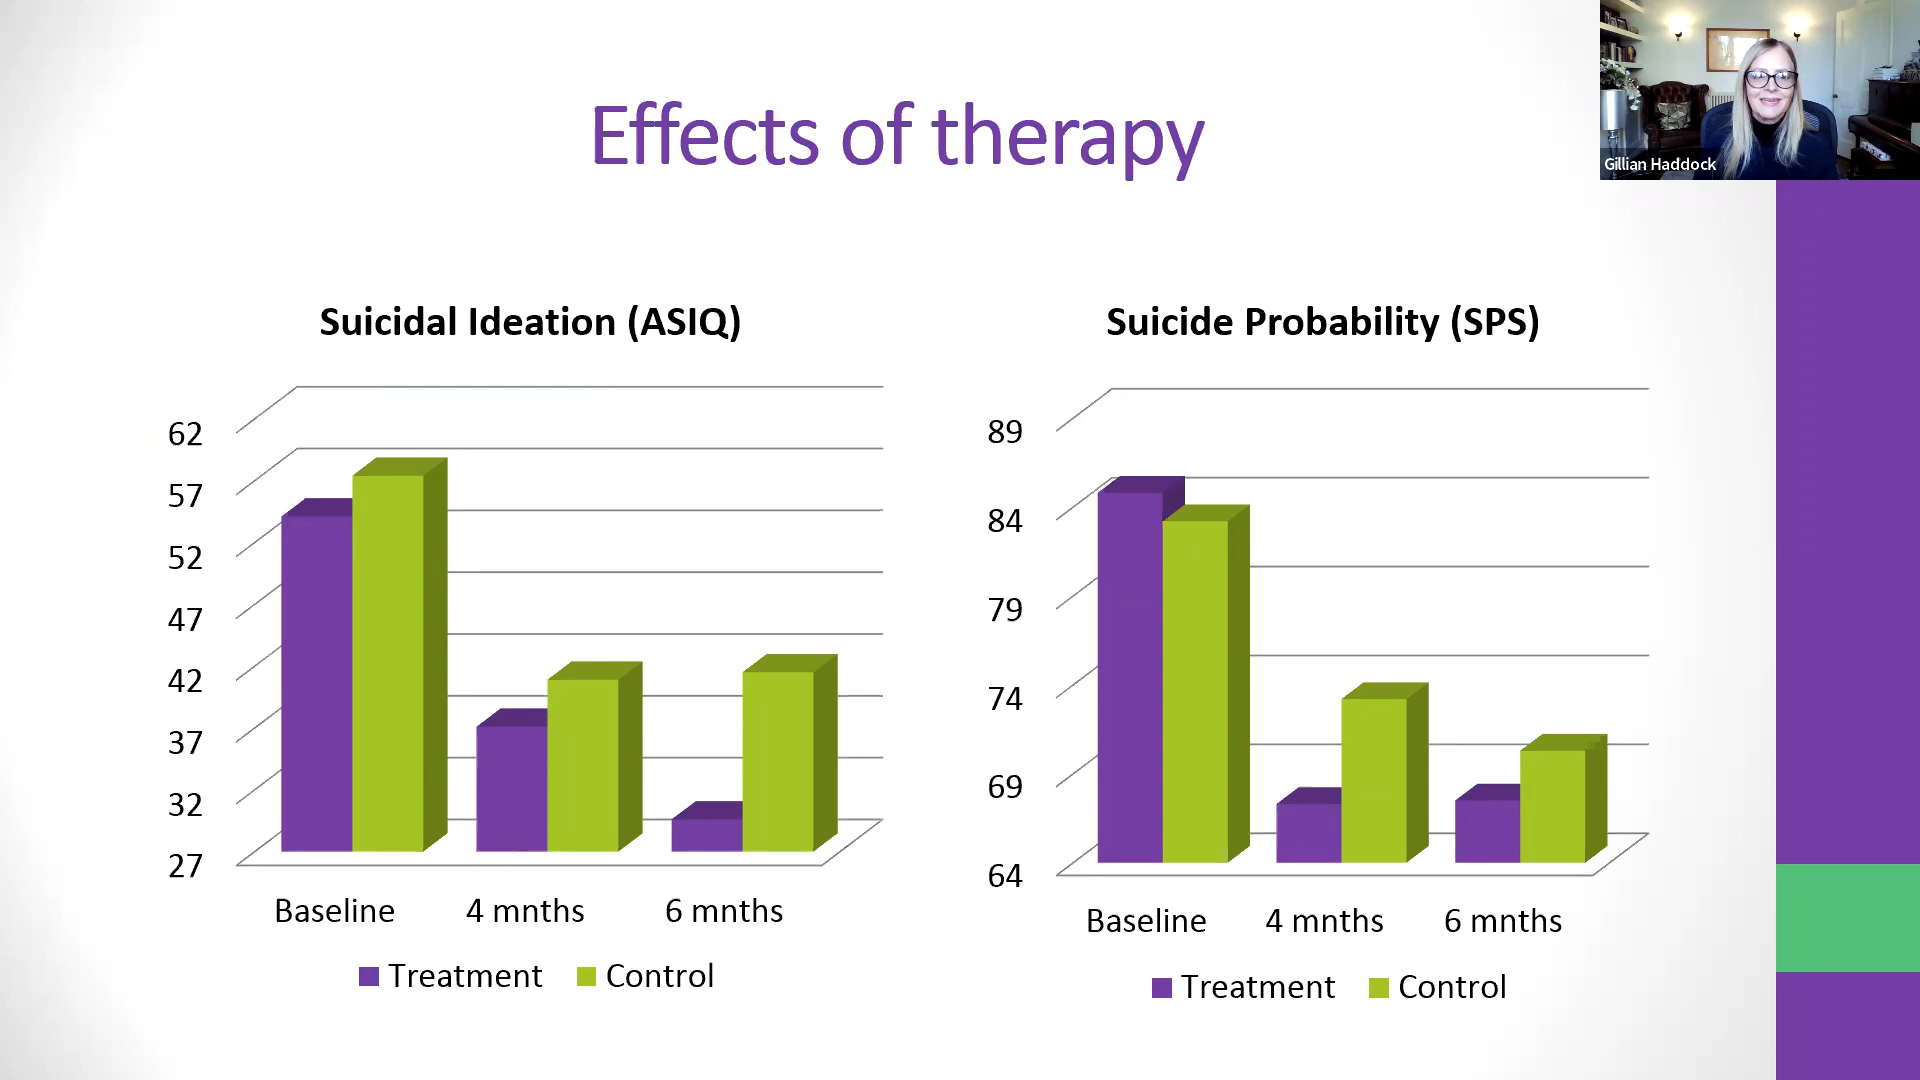 Effects of therapy
Gillian Haddock
Suicidal Ideation (ASIQ)
62
57
52
47
42
37
32
27
Baseline 4 mnths 6 mnths
Treatment Control
Suicide Probability (SPS)
89
84
79
74
69
64
Baseline 4 mnths 6 mnths
Treatment Control